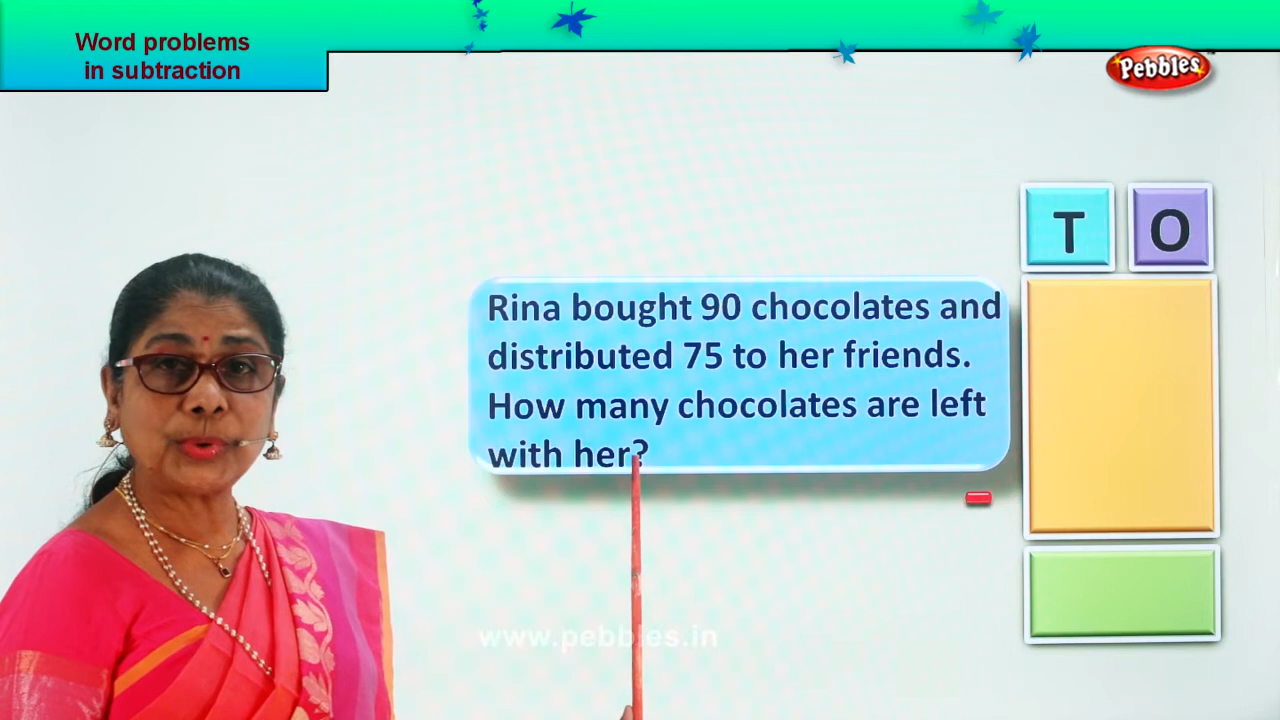 Word problems
in subtraction
Pebbles
T O
Rina bought 90 chocolates and
distributed 75 to her friends.
How many chocolates are left
with her?
www.pebbles.in